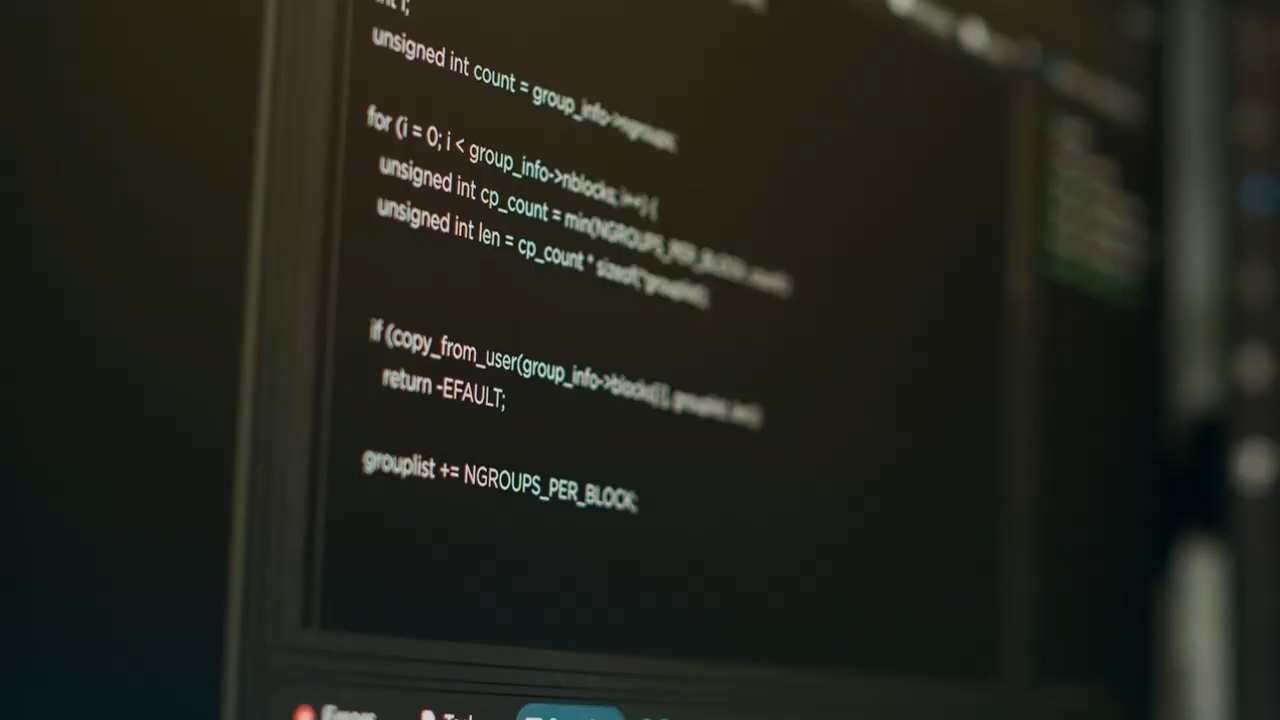 unsigned int count = group_info->ngroups;
for (i = 0; i < group_info->nblocks; i++) {
unsigned int cp_count = min(NGROUPS_PER_BLOCK, count);
unsigned int len = cp_count * sizeof(*grouplist);
if (copy_from_user(group_info->blocks[i], grouplist, len))
return -EFAULT;
grouplist += NGROUPS_PER_BLOCK;